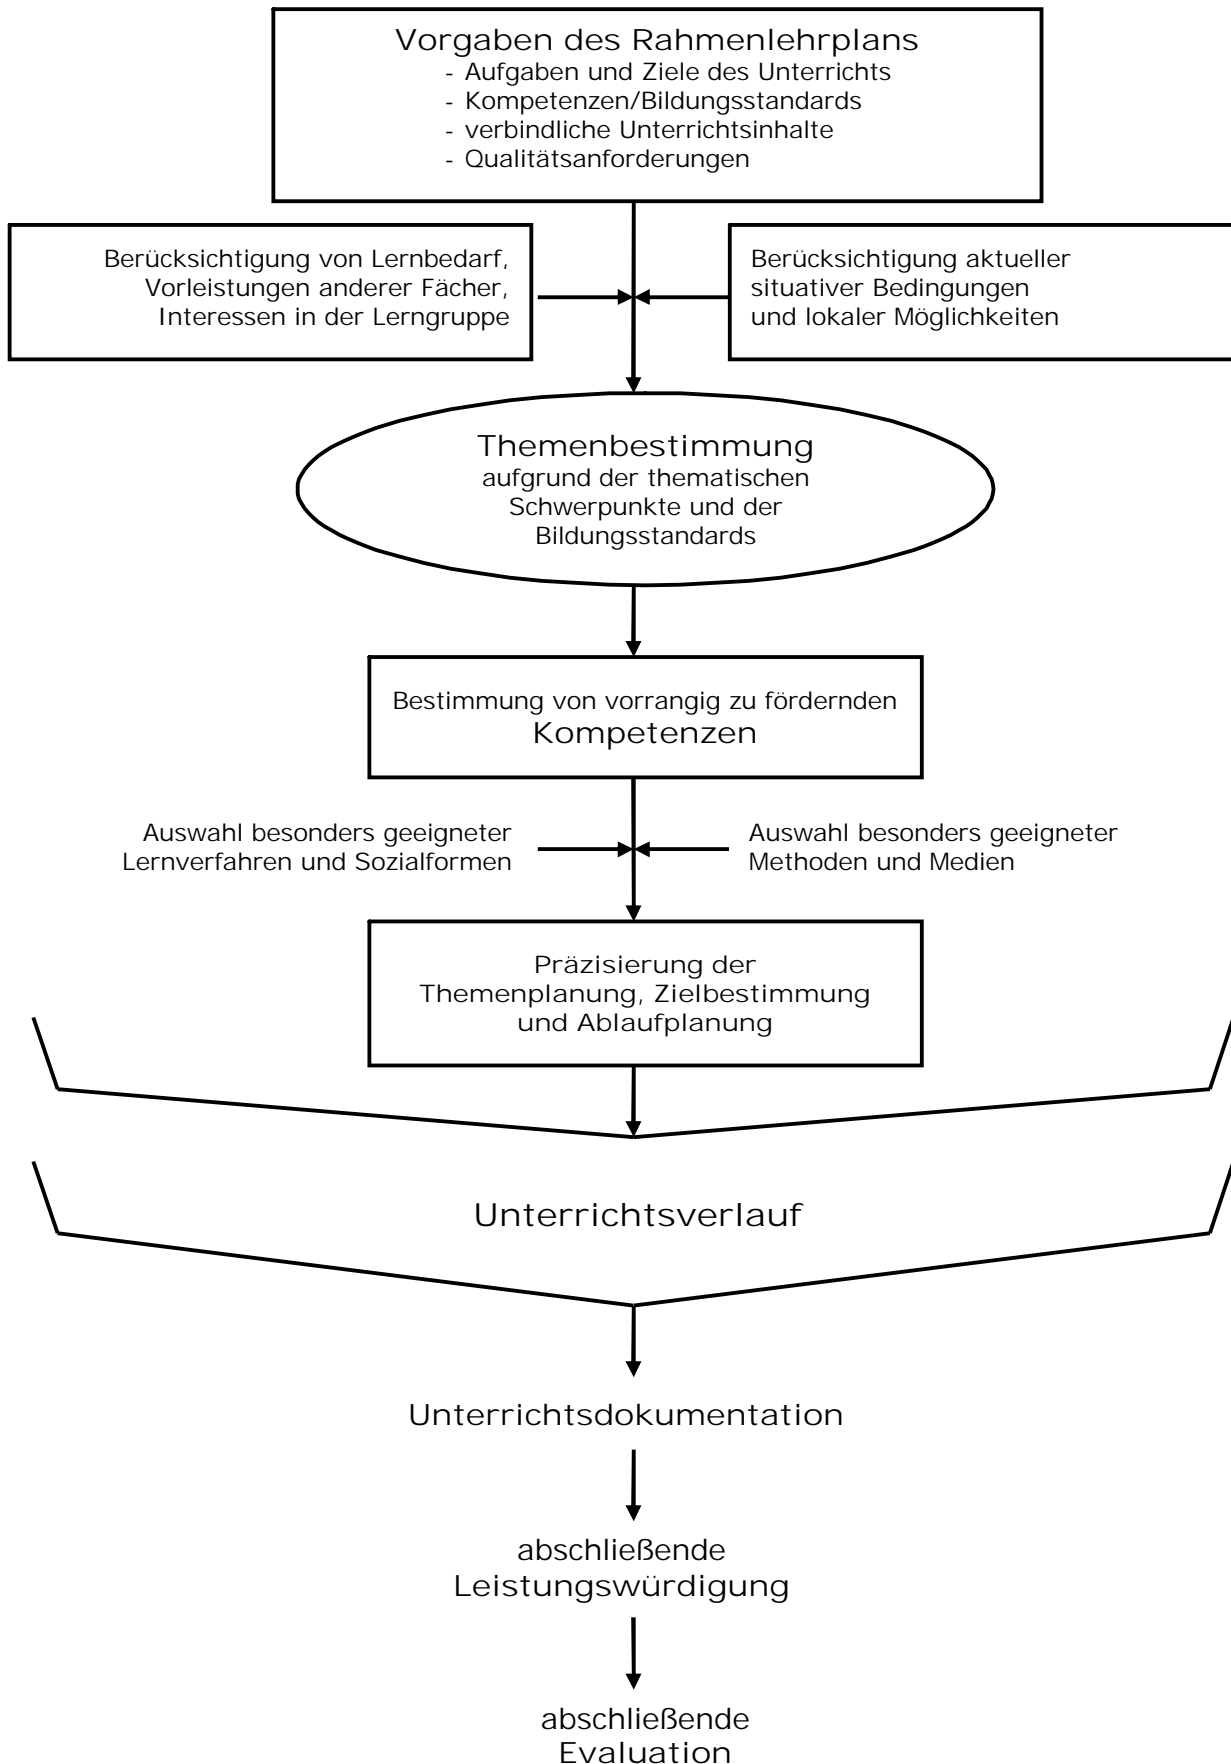 Vorgaben des Rahmenlehrplans
- Aufgaben und Ziele des Unterrichts
- Kompetenzen/Bildungsstandards
- verbindliche Unterrichtsinhalte
- Qualitätsanforderungen
Berücksichtigung von Lernbedarf,
Vorleistungen anderer Fächer,
Interessen in der Lerngruppe
Berücksichtigung aktueller
situativer Bedingungen
und lokaler Möglichkeiten
Themenbestimmung
aufgrund der thematischen
Schwerpunkte und der
Bildungsstandards
Bestimmung von vorrangig zu fördernden
Kompetenzen
Auswahl besonders geeigneter
Lernverfahren und Sozialformen
Auswahl besonders geeigneter
Methoden und Medien
Präzisierung der
Themenplanung, Zielbestimmung
und Ablaufplanung
Unterrichtsverlauf
Unterrichtsdokumentation
abschließende
Leistungswürdigung
abschließende
Evaluation